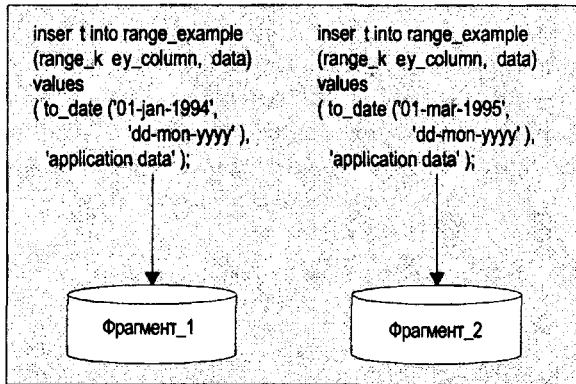 inser t into range_example
(range_k ey_column, data)
values
( to_date ('01-jan-1994',
'dd-mon-yyyy' ),
'application data' );
inser t into range_example
(range_k ey_column, data)
values
( to_date ('01-mar-1995',
'dd-mon-yyyy' ),
'application data' );
Фрагмент_1
Фрагмент_2